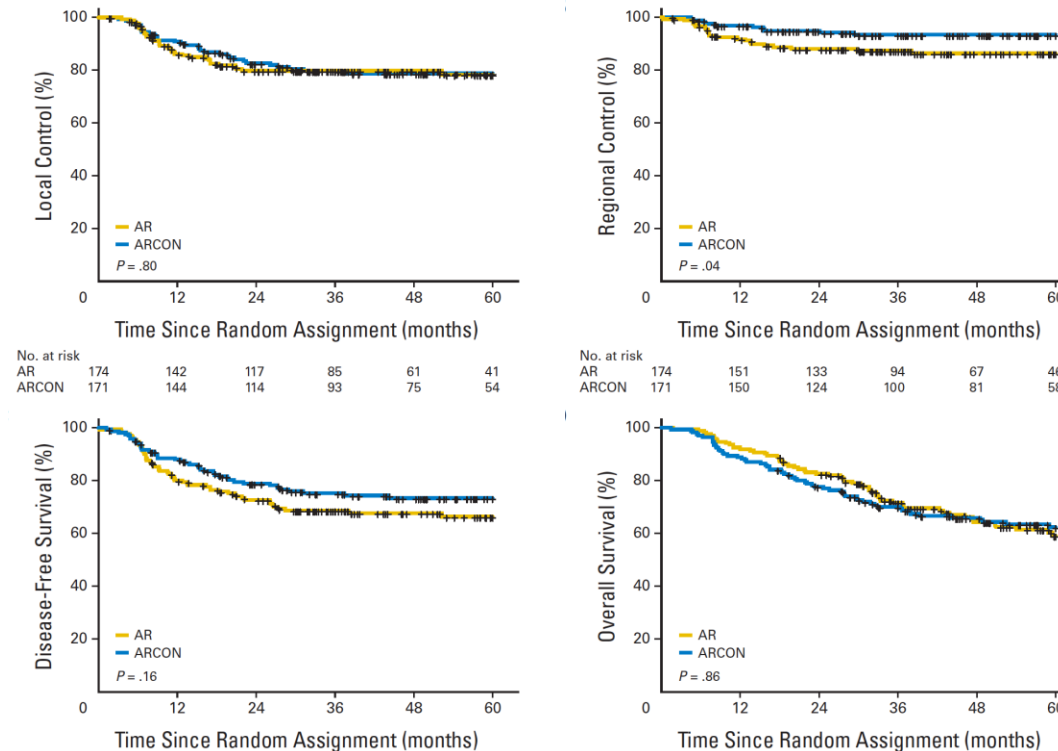 100
80
60
40
20
0
Local Control (%)
AR
ARCON
P = .80
12 24 36 48 60
Time Since Random Assignment (months)
No. at risk
AR 174 142 117 85 61 41
ARCON 171 144 114 93 75 54
100
80
60
40
20
0
Regional Control (%)
AR
ARCON
P = .04
12 24 36 48 60
Time Since Random Assignment (months)
No. at risk
AR 174 151 133 94 67 46
ARCON 171 150 124 100 81 58
100
80
60
40
20
0
Disease-Free Survival (%)
AR
ARCON
P = .16
12 24 36 48 60
Time Since Random Assignment (months)
100
80
60
40
20
0
Overall Survival (%)
AR
ARCON
P = .86
12 24 36 48 60
Time Since Random Assignment (months)